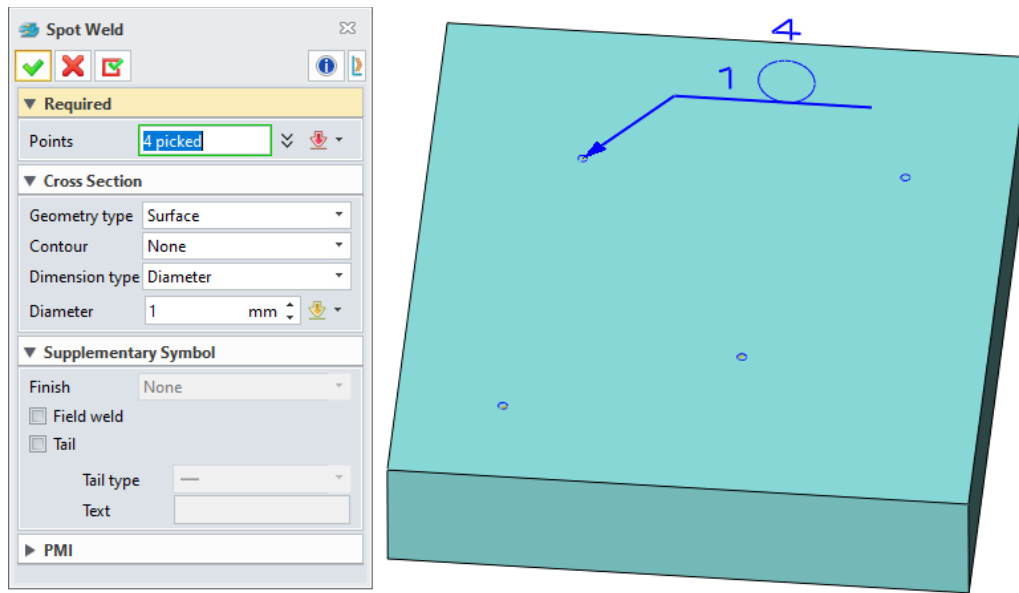 Spot Weld
Required
Points 4 picked
Cross Section
Geometry type Surface
Contour None
Dimension type Diameter
Diameter 1 mm
Supplementary Symbol
Finish None
Field weld
Tail
Tail type —
Text
PMI
4
1